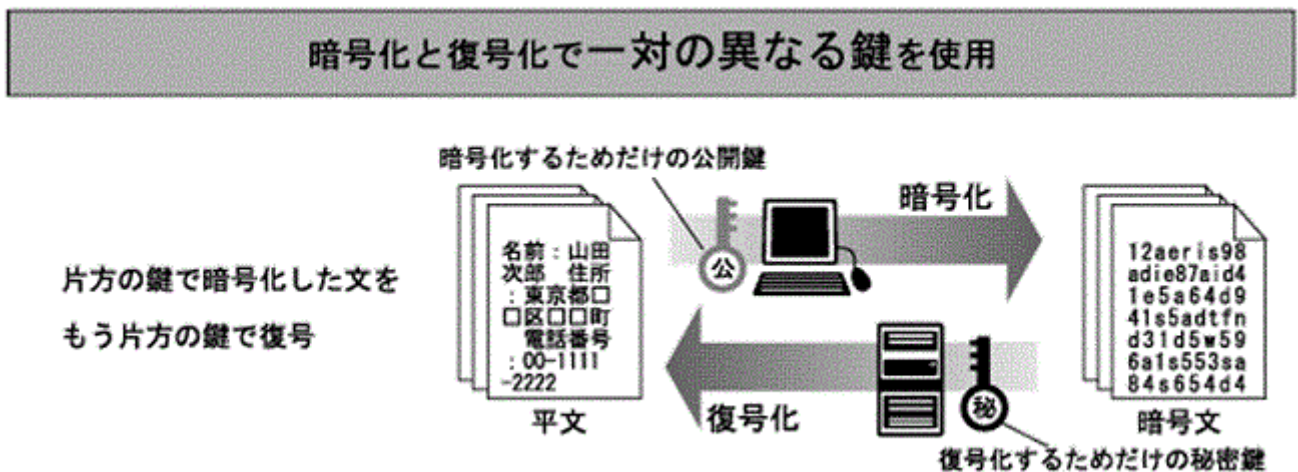 暗号化と復号化で一対の異なる鍵を使用
暗号化するためだけの公開鍵
暗号化
公
名前：山田
次郎　住所
：東京都□
□区□□町
電話番号
：00-1111
-2222
平文
片方の鍵で暗号化した文を
もう片方の鍵で復号
12aeris98
adie87aid4
1e5a64d9
41s5adtfn
d31d5w59
6a1s553sa
84s654d4
暗号文
復号化
秘
復号化するためだけの秘密鍵